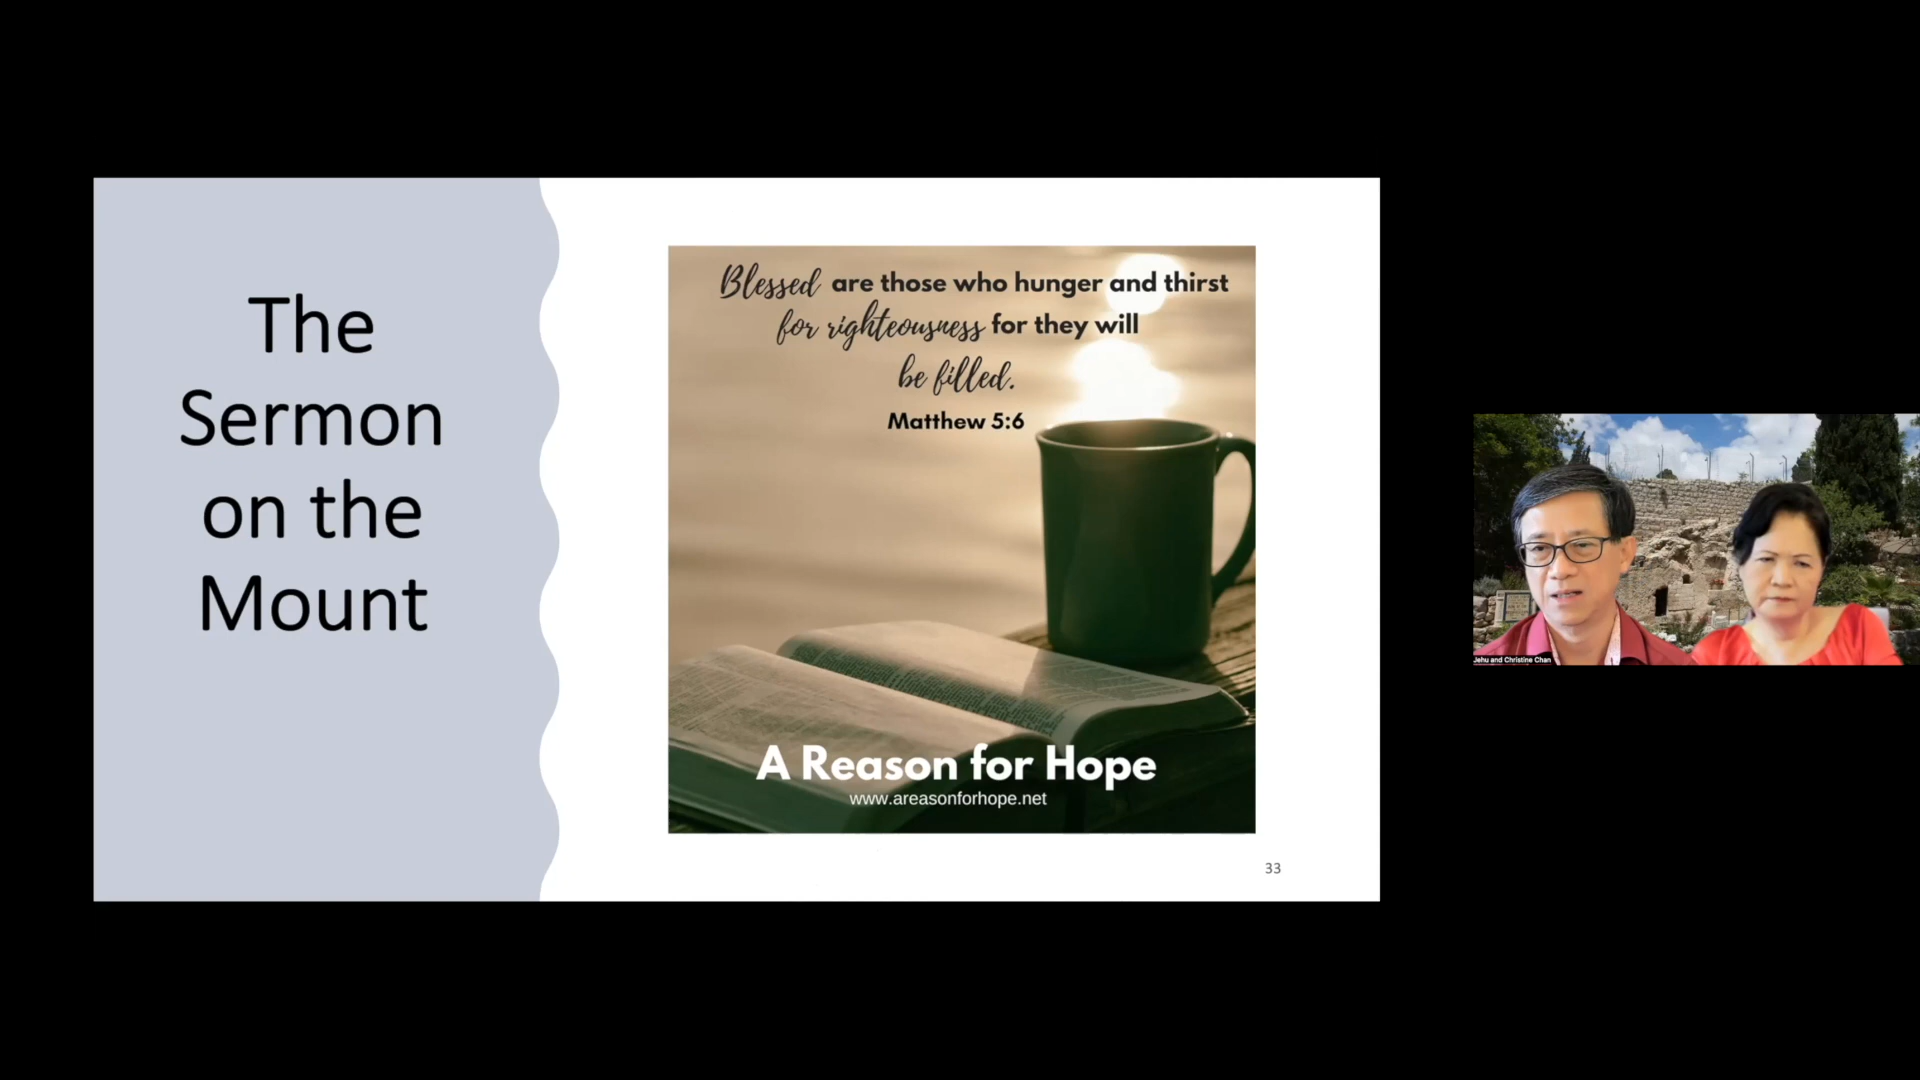 The
Sermon
on the
Mount
Blessed are those who hunger and thirst
for righteousness for they will
be filled.
Matthew 5:6
A Reason for Hope
www.areasonforhope.net
33
Jehu and Christine Chan